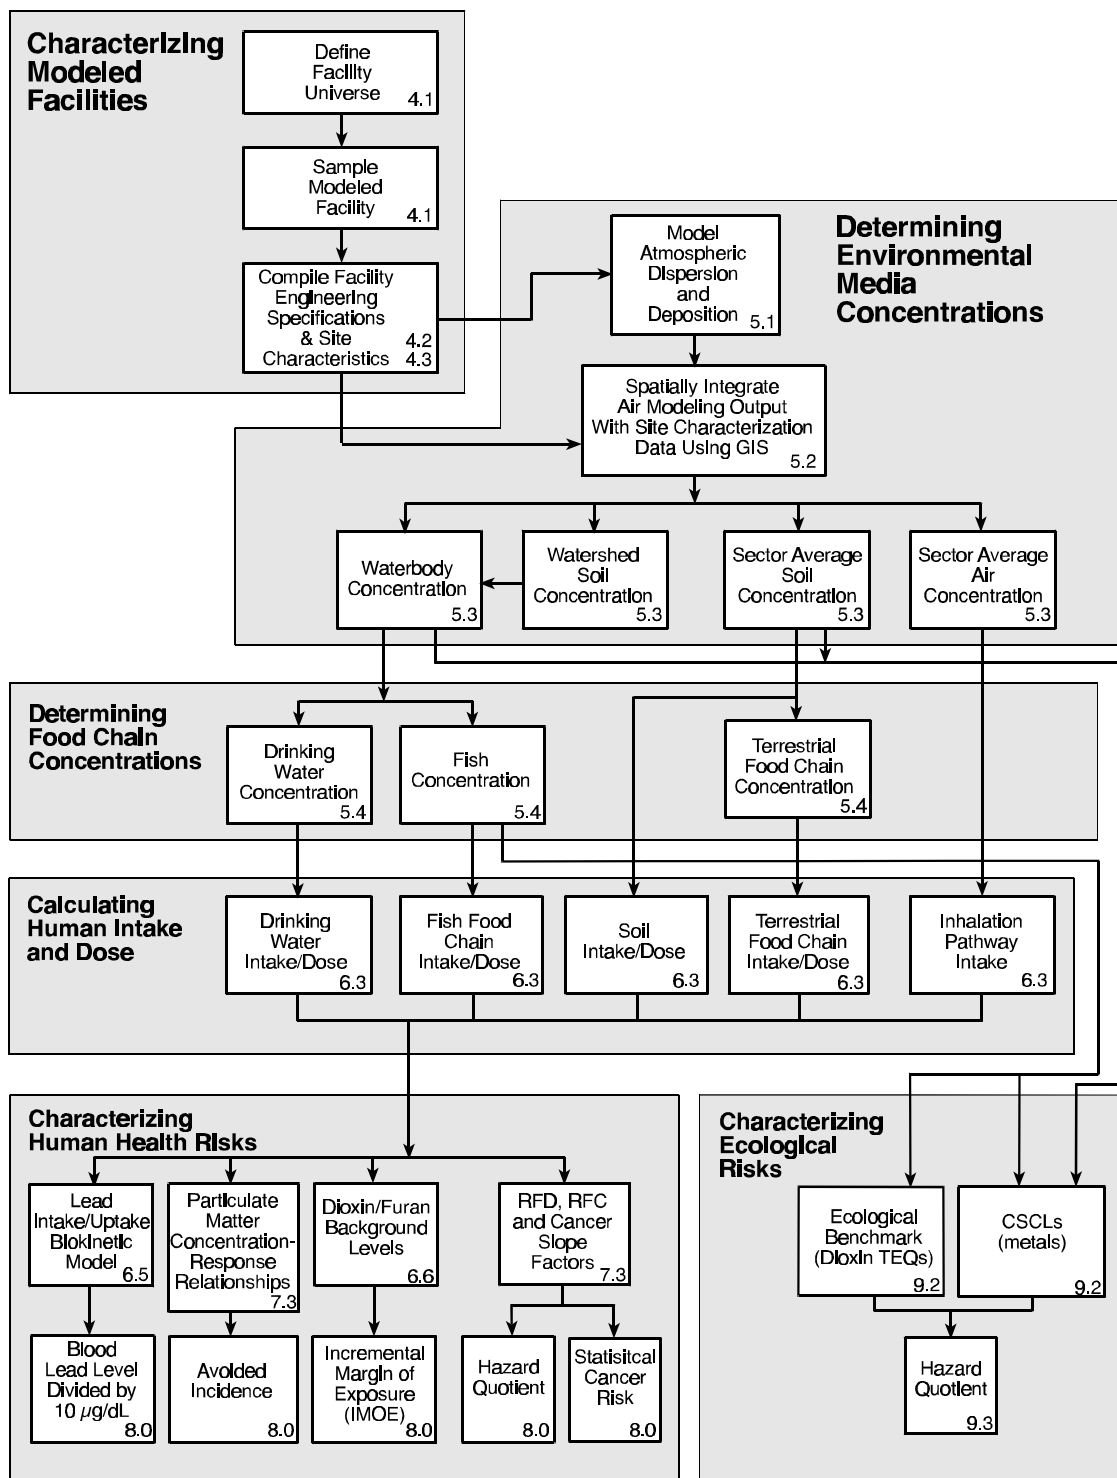 Characterizing
Modeled
Facilities
Define
Facility
Universe
4.1
Sample
Modeled
Facility
4.1
Compile Facility
Engineering
Specifications
& Site
Characteristics
4.2
4.3
Determining
Environmental
Media
Concentrations
Model
Atmospheric
Dispersion
and
Deposition
5.1
Spatially Integrate
Air Modeling Output
With Site Characterization
Data Using GIS
5.2
Waterbody
Concentration
5.3
Watershed
Soil
Concentration
5.3
Sector Average
Soil
Concentration
5.3
Sector Average
Air
Concentration
5.3
Determining
Food Chain
Concentrations
Drinking
Water
Concentration
5.4
Fish
Concentration
5.4
Terrestrial
Food Chain
Concentration
5.4
Calculating
Human Intake
and Dose
Drinking
Water
Intake/Dose
6.3
Fish Food
Chain
Intake/Dose
6.3
Soil
Intake/Dose
6.3
Terrestrial
Food Chain
Intake/Dose
6.3
Inhalation
Pathway
Intake
6.3
Characterizing
Human Health Risks
Lead
Intake/Uptake
Biokinetic
Model
6.5
Particulate
Matter
Concentration-
Response
Relationships
7.3
Dioxin/Furan
Background
Levels
6.6
RFD, RFC
and Cancer
Slope
Factors
7.3
Blood
Lead Level
Divided by
10 µg/dL
8.0
Avoided
Incidence
8.0
Incremental
Margin of
Exposure
(IMOE)
8.0
Hazard
Quotient
8.0
Statisitcal
Cancer
Risk
8.0
Characterizing
Ecological
Risks
Ecological
Benchmark
(Dioxin TEQs)
9.2
CSCLs
(metals)
9.2
Hazard
Quotient
9.3